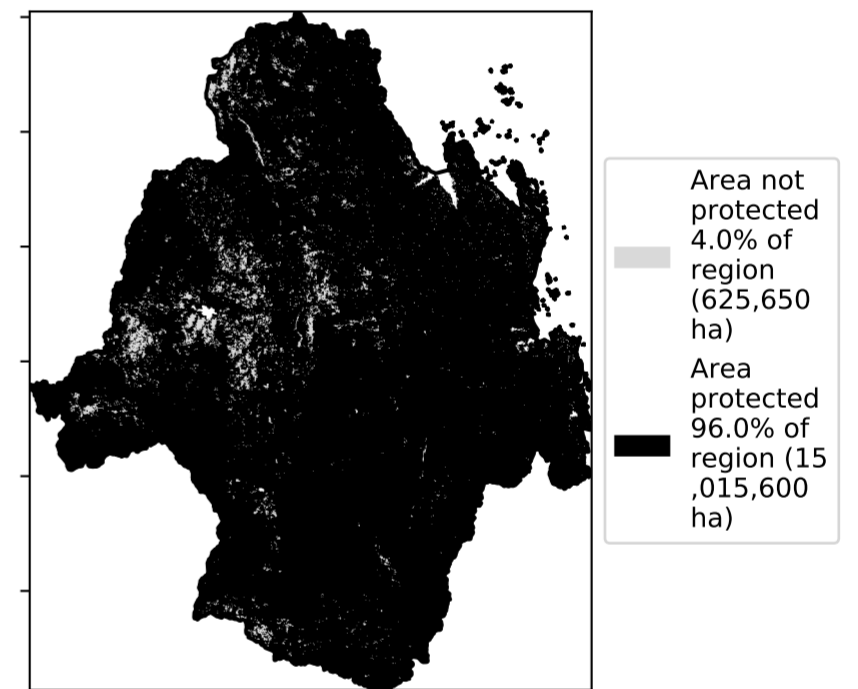 Area not
protected
4.0% of
region
(625,650
ha)
Area
protected
96.0% of
region (15
,015,600
ha)